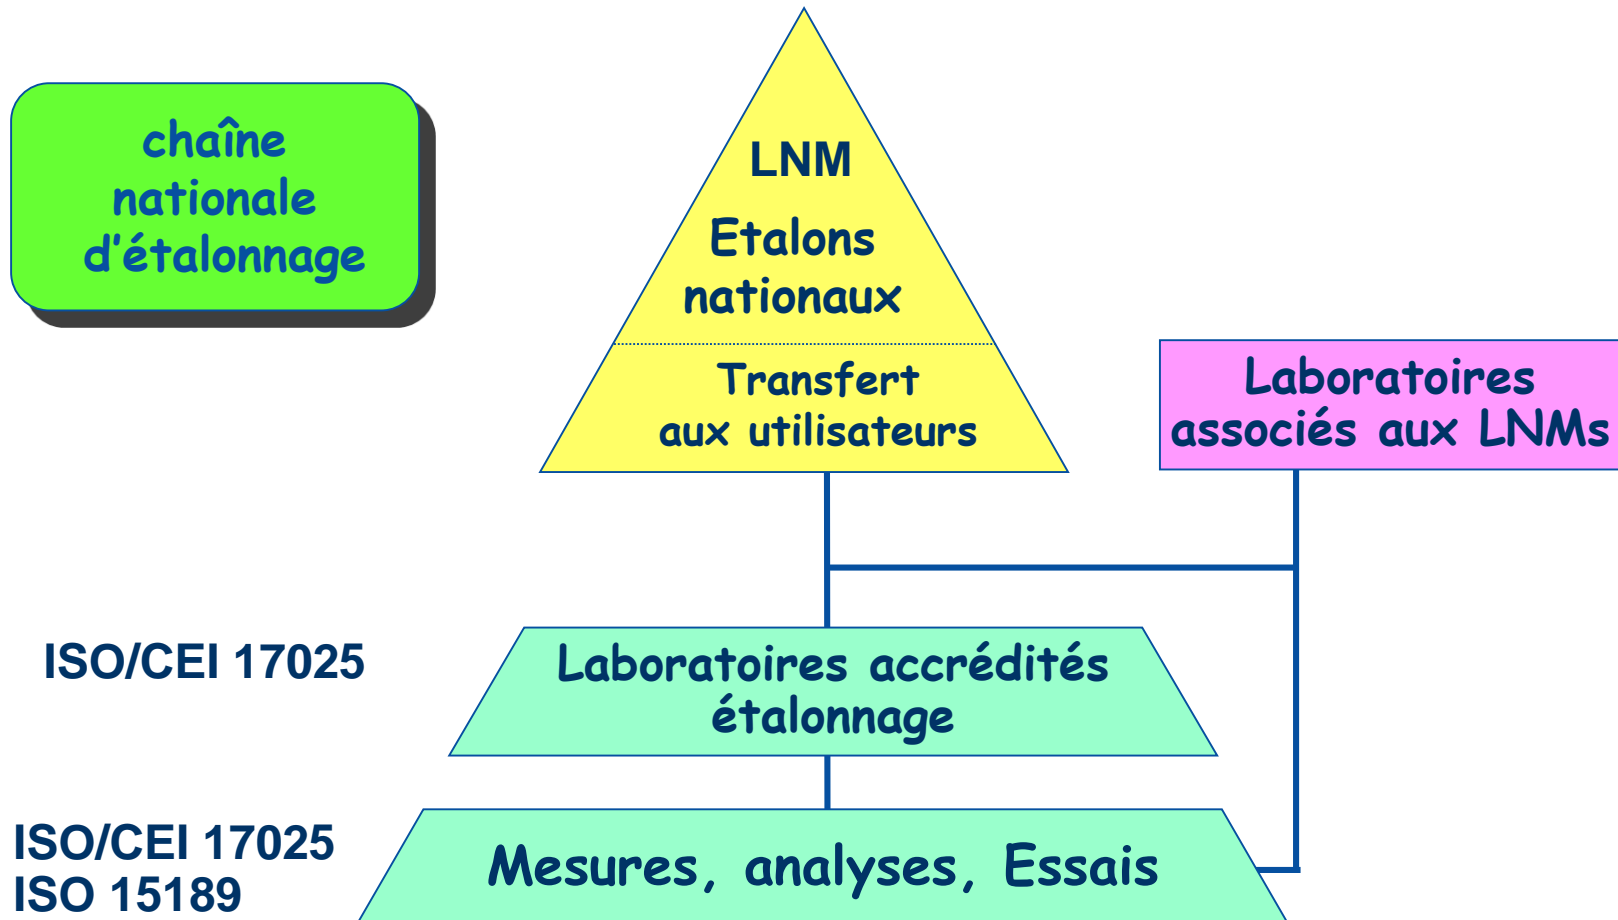 chaîne
nationale
d'étalonnage
LNM
Etalons
nationaux
Transfert
aux utilisateurs
Laboratoires
associés aux LNMs
ISO/CEI 17025
Laboratoires accrédités
étalonnage
ISO/CEI 17025
ISO 15189
Mesures, analyses, Essais